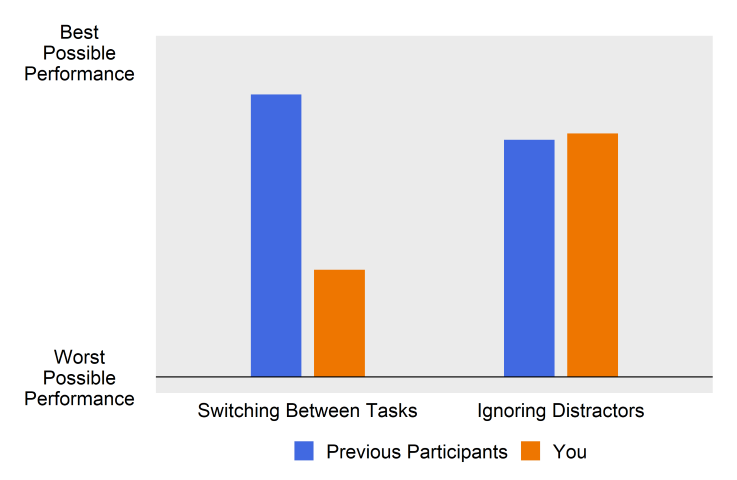 Best
Possible
Performance
Worst
Possible
Performance
Switching Between Tasks
Ignoring Distractors
Previous Participants
You